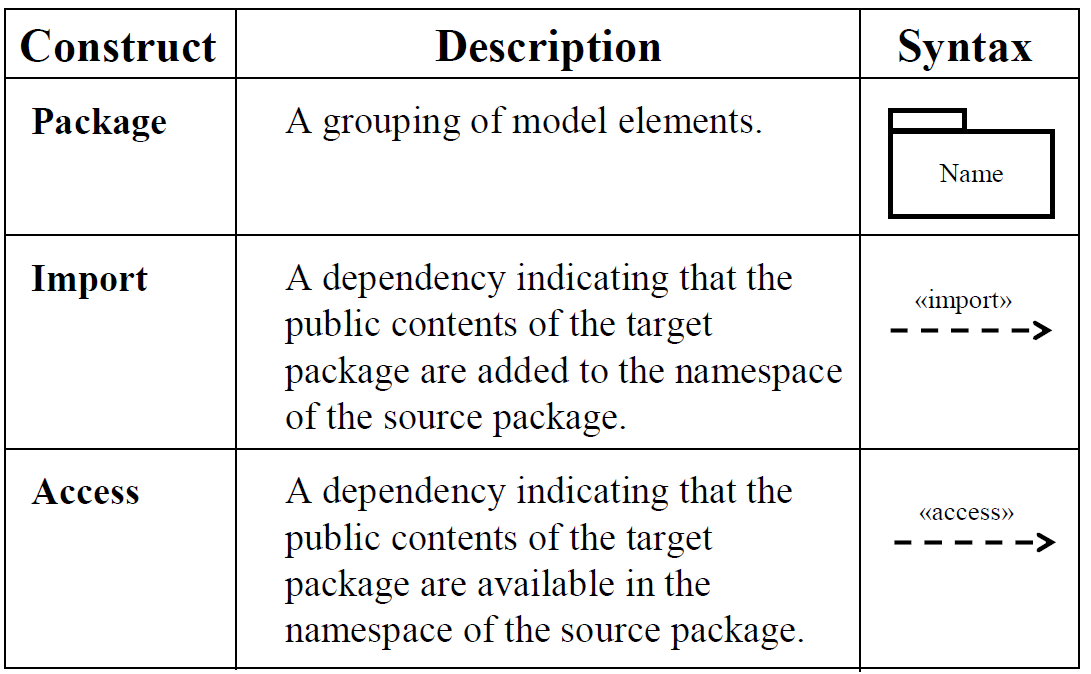 Construct Description Syntax
Package A grouping of model elements.
Name
Import A dependency indicating that the
public contents of the target
package are added to the namespace
of the source package.
«import»
Access A dependency indicating that the
public contents of the target
package are available in the
namespace of the source package.
«access»